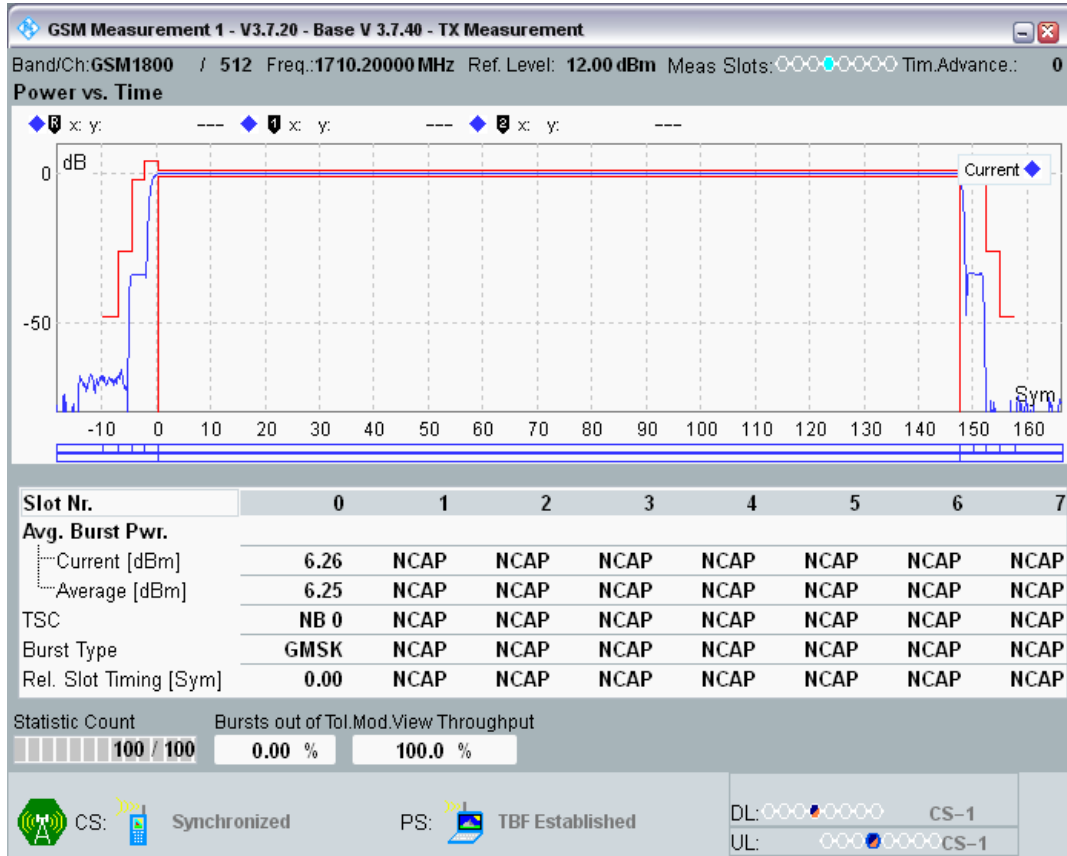 GSM Measurement 1 - V3.7.20 - Base V 3.7.40 - TX Measurement
Band/Ch:GSM1800 / 512 Freq.:1710.20000 MHz Ref. Level: 12.00 dBm Meas Slots: Tim.Advance.: 0
Power vs. Time
R x: y: --- 1 x: y: --- 2 x: y: ---
dB
Current
0
-50
Sym
-10 0 10 20 30 40 50 60 70 80 90 100 110 120 130 140 150 160
Slot Nr. 0 1 2 3 4 5 6 7
Avg. Burst Pwr.
Current [dBm] 6.26 NCAP NCAP NCAP NCAP NCAP NCAP NCAP
Average [dBm] 6.25 NCAP NCAP NCAP NCAP NCAP NCAP NCAP
TSC NB 0 NCAP NCAP NCAP NCAP NCAP NCAP NCAP
Burst Type GMSK NCAP NCAP NCAP NCAP NCAP NCAP NCAP
Rel. Slot Timing [Sym] 0.00 NCAP NCAP NCAP NCAP NCAP NCAP NCAP
Statistic Count Bursts out of Tol. Mod.View Throughput
100 / 100 0.00 % 100.0 %
CS: Synchronized PS: TBF Established DL: CS-1
UL: CS-1